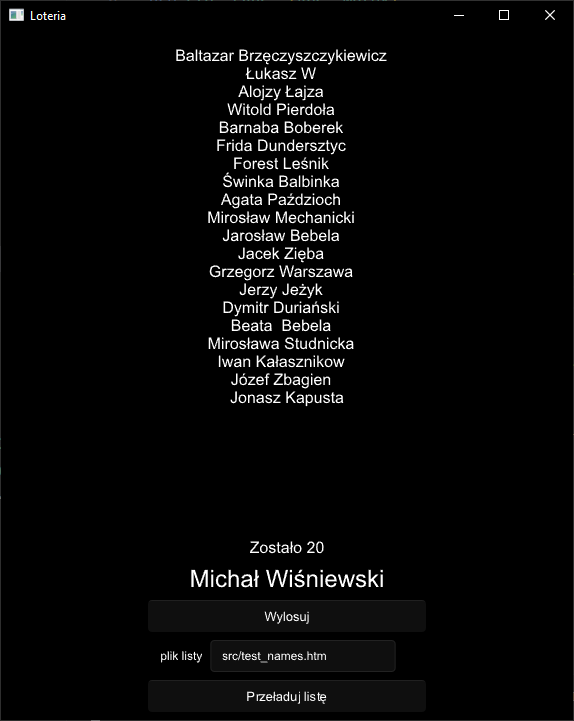 Loteria
Baltazar Brzęczyszczykiewicz
Łukasz W
Alojzy Łajza
Witold Pierdoła
Barnaba Boberek
Frida Dundersztyc
Forest Leśnik
Świnka Balbinka
Agata Paździoch
Mirosław Mechanicki
Jarosław Bebela
Jacek Zięba
Grzegorz Warszawa
Jerzy Jeżyk
Dymitr Duriański
Beata  Bebela
Mirosława Studnicka
Iwan Kałasznikow
Józef Zbagien
Jonasz Kapusta
Zostało 20
Michał Wiśniewski
Wylosuj
plik listy src/test_names.htm
Przeładuj listę